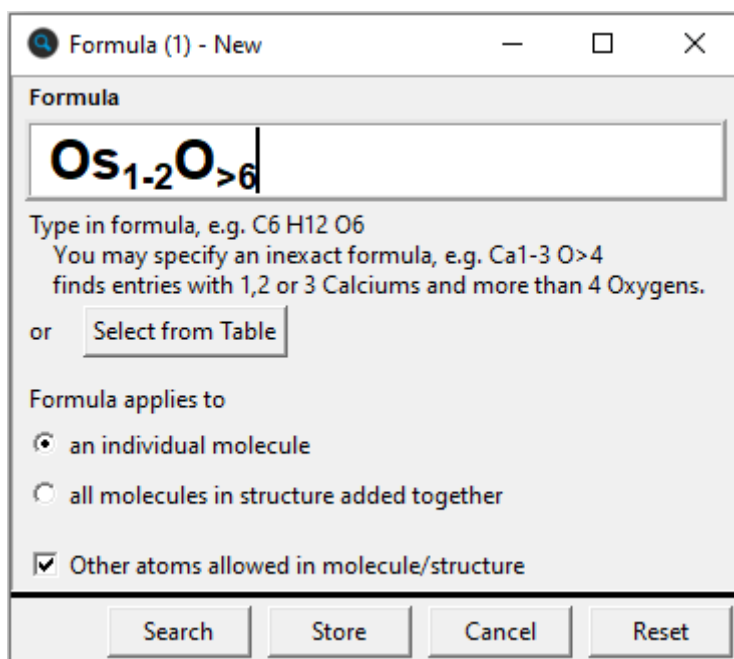 Formula (1) - New
Formula
Os1-2O>6
Type in formula, e.g. C6 H12 O6
You may specify an inexact formula, e.g. Ca1-3 O>4
finds entries with 1,2 or 3 Calciums and more than 4 Oxygens.
or Select from Table
Formula applies to
an individual molecule
all molecules in structure added together
Other atoms allowed in molecule/structure
Search Store Cancel Reset